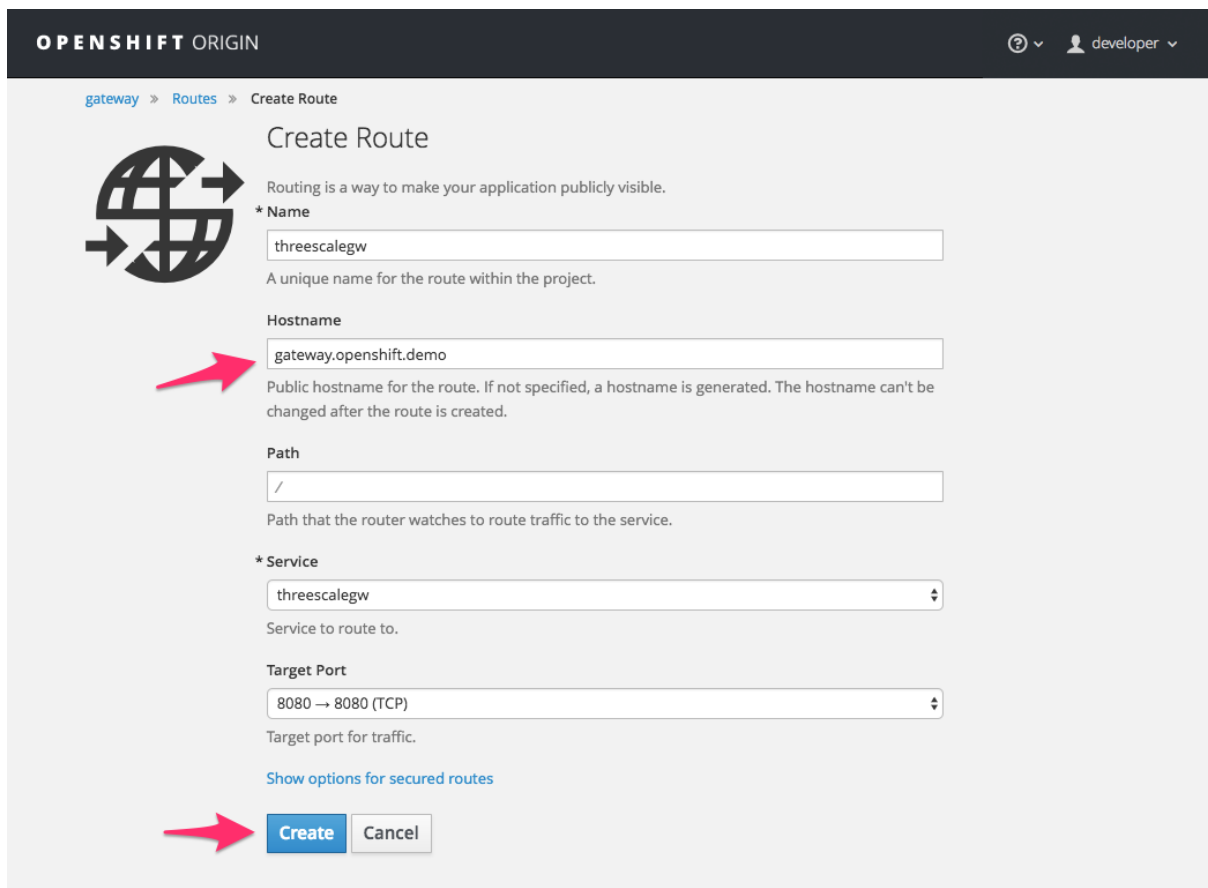 OPENSHIFT ORIGIN
developer
gateway » Routes » Create Route
Create Route
Routing is a way to make your application publicly visible.
* Name
threescalegw
A unique name for the route within the project.
Hostname
gateway.openshift.demo
Public hostname for the route. If not specified, a hostname is generated. The hostname can't be
changed after the route is created.
Path
/
Path that the router watches to route traffic to the service.
* Service
threescalegw
Service to route to.
Target Port
8080 → 8080 (TCP)
Target port for traffic.
Show options for secured routes
Create Cancel